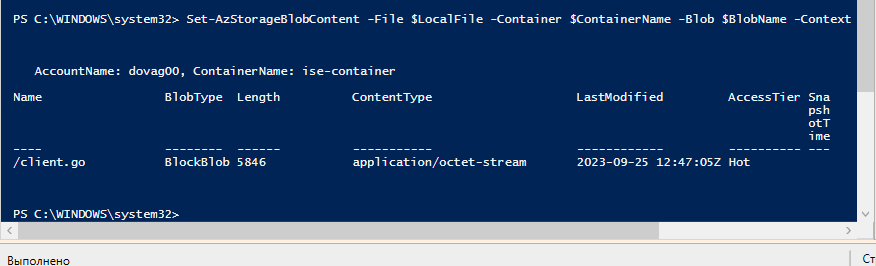 PS C:\WINDOWS\system32> Set-AzStorageBlobContent -File $LocalFile -Container $ContainerName -Blob $BlobName -Context
AccountName: dovag00, ContainerName: ise-container
Name BlobType Length ContentType LastModified AccessTier Sna
psh
otT
ime
---- -------- ------ ----------- ------------ ---------- ---
/client.go BlockBlob 5846 application/octet-stream 2023-09-25 12:47:05Z Hot
PS C:\WINDOWS\system32>
Выполнено Ст